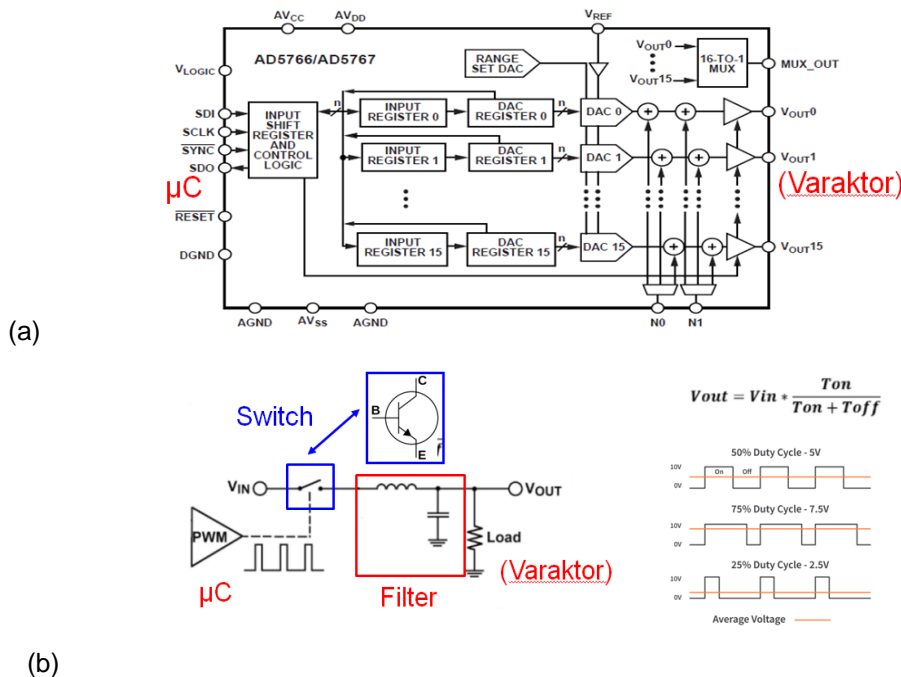 AVCC AVDD VREF
AD5766/AD5767
RANGE
SET DAC
VOUT0
VOUT15
16-TO-1
MUX
MUX_OUT
VLOGIC
SDI
SCLK
SYNC
SDO
INPUT
SHIFT
REGISTER
AND
CONTROL
LOGIC
n
INPUT
REGISTER 0
DAC
REGISTER 0
n
DAC 0
VOUT0
INPUT
REGISTER 1
DAC
REGISTER 1
n
DAC 1
VOUT1
µC
(Varaktor)
RESET
INPUT
REGISTER 15
DAC
REGISTER 15
n
DAC 15
VOUT15
DGND
AGND AVSS AGND N0 N1
(a)
Switch
B
C
E
Vout = Vin * Ton / Ton + Toff
VIN
VOUT
PWM
Load
µC
Filter
(Varaktor)
50% Duty Cycle - 5V
10V
0V
On Off
75% Duty Cycle - 7.5V
10V
0V
25% Duty Cycle - 2.5V
10V
0V
Average Voltage
(b)